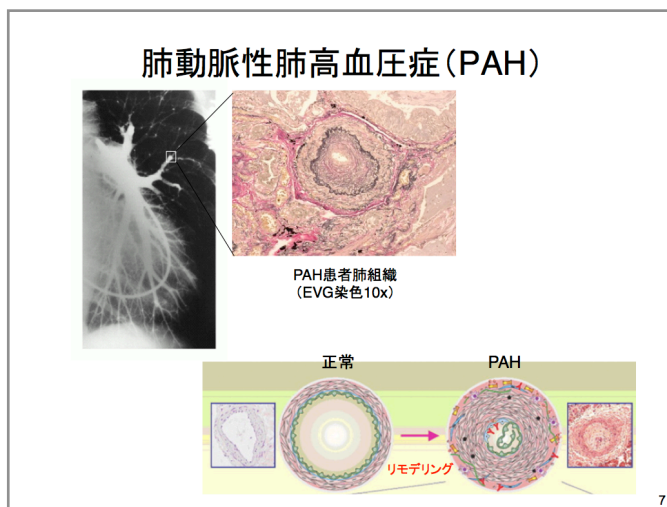 肺動脈性肺高血圧症（PAH）
PAH患者肺組織
（EVG染色10x）
正常
PAH
リモデリング
7